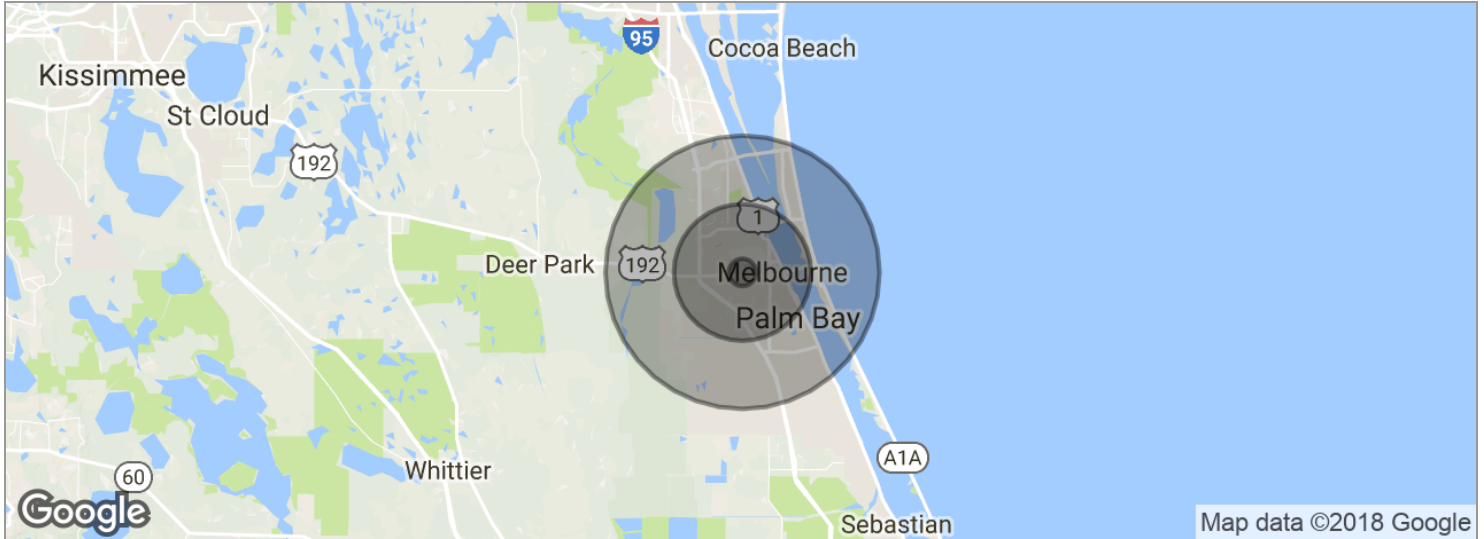 95
Cocoa Beach
Kissimmee
St Cloud
192
1
Deer Park
192
Melbourne
Palm Bay
A1A
Whittier
60
Google
Sebastian
Map data ©2018 Google